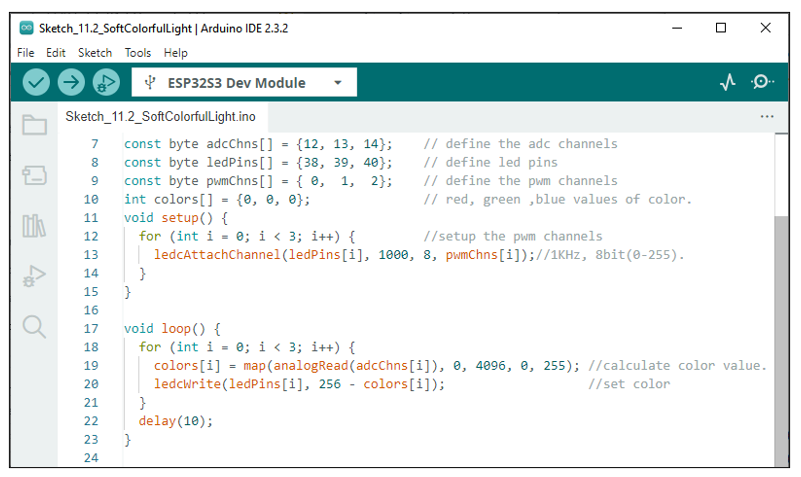 Sketch_11.2_SoftColorfulLight | Arduino IDE 2.3.2
File Edit Sketch Tools Help
ESP32S3 Dev Module
Sketch_11.2_SoftColorfulLight.ino
7 const byte adcChns[] = {12, 13, 14};    // define the adc channels
8 const byte ledPins[] = {38, 39, 40};    // define led pins
9 const byte pwmChns[] = { 0,  1,  2};    // define the pwm channels
10 int colors[] = {0, 0, 0};               // red, green ,blue values of color.
11 void setup() {
12   for (int i = 0; i < 3; i++) {         //setup the pwm channels
13     ledcAttachChannel(ledPins[i], 1000, 8, pwmChns[i]);//1KHz, 8bit(0-255).
14   }
15 }
16
17 void loop() {
18   for (int i = 0; i < 3; i++) {
19     colors[i] = map(analogRead(adcChns[i]), 0, 4096, 0, 255); //calculate color value.
20     ledcWrite(ledPins[i], 256 - colors[i]);                   //set color
21   }
22   delay(10);
23 }
24